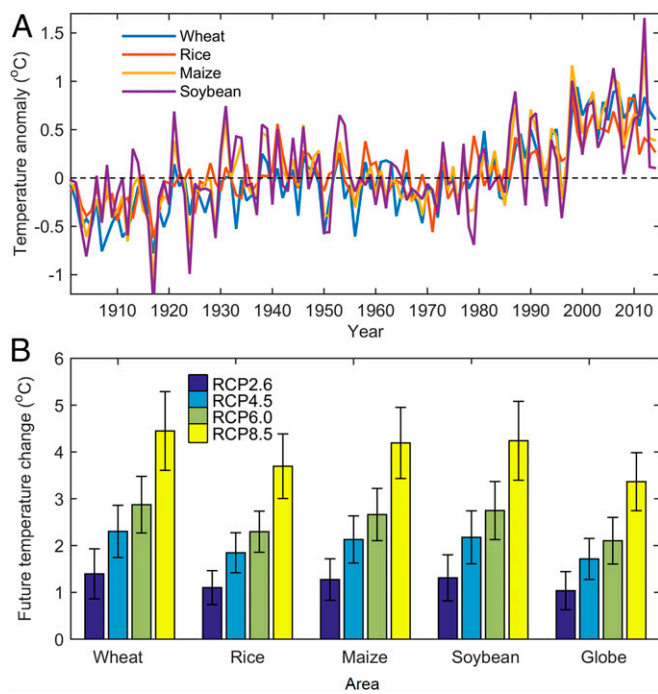 A
Temperature anomaly (°C)
Wheat
Rice
Maize
Soybean
1.5
1
0.5
0
-0.5
-1
1910 1920 1930 1940 1950 1960 1970 1980 1990 2000 2010
Year
B
Future temperature change (°C)
RCP2.6
RCP4.5
RCP6.0
RCP8.5
6
5
4
3
2
1
0
Wheat Rice Maize Soybean Globe
Area